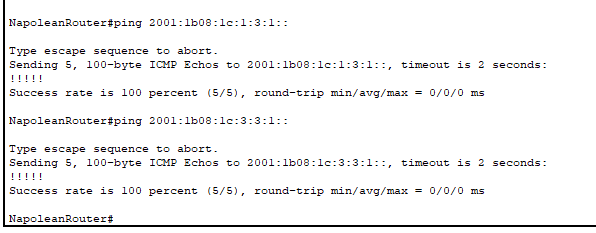 NapoleanRouter#ping 2001:1b08:1c:1:3:1::
Type escape sequence to abort.
Sending 5, 100-byte ICMP Echos to 2001:1b08:1c:1:3:1::, timeout is 2 seconds:
!!!!!
Success rate is 100 percent (5/5), round-trip min/avg/max = 0/0/0 ms
NapoleanRouter#ping 2001:1b08:1c:3:3:1::
Type escape sequence to abort.
Sending 5, 100-byte ICMP Echos to 2001:1b08:1c:3:3:1::, timeout is 2 seconds:
!!!!!
Success rate is 100 percent (5/5), round-trip min/avg/max = 0/0/0 ms
NapoleanRouter#